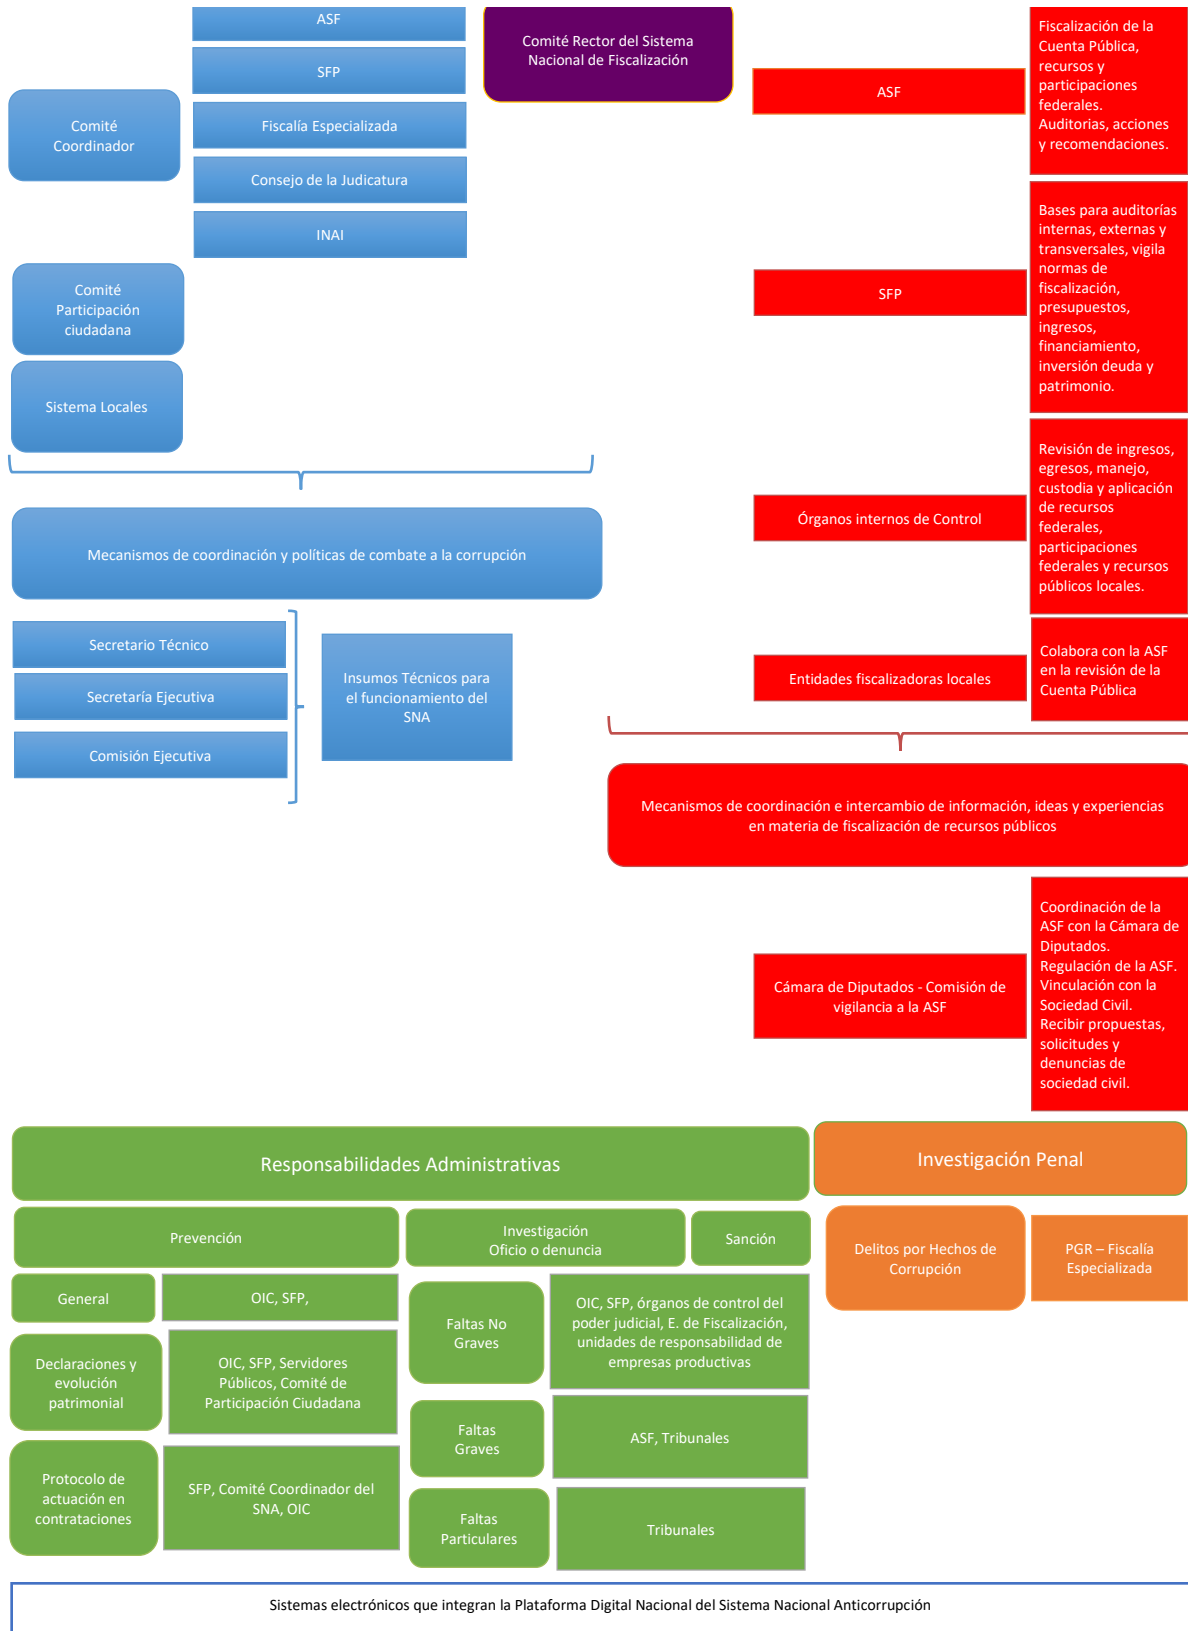 ASF
SFP
Comité
Coordinador
Fiscalía Especializada
Consejo de la Judicatura
INAI
Comité
Participación
ciudadana
Sistema Locales
Mecanismos de coordinación y políticas de combate a la corrupción
Secretario Técnico
Secretaría Ejecutiva
Comisión Ejecutiva
Insumos Técnicos para
el funcionamiento del
SNA
Comité Rector del Sistema
Nacional de Fiscalización
ASF
Fiscalización de la
Cuenta Pública,
recursos y
participaciones
federales.
Auditorias, acciones
y recomendaciones.
SFP
Bases para auditorías
internas, externas y
transversales, vigila
normas de
fiscalización,
presupuestos,
ingresos,
financiamiento,
inversión deuda y
patrimonio.
Órganos internos de Control
Revisión de ingresos,
egresos, manejo,
custodia y aplicación
de recursos
federales,
participaciones
federales y recursos
públicos locales.
Entidades fiscalizadoras locales
Colabora con la ASF
en la revisión de la
Cuenta Pública
Mecanismos de coordinación e intercambio de información, ideas y experiencias
en materia de fiscalización de recursos públicos
Cámara de Diputados - Comisión de
vigilancia a la ASF
Coordinación de la
ASF con la Cámara de
Diputados.
Regulación de la ASF.
Vinculación con la
Sociedad Civil.
Recibir propuestas,
solicitudes y
denuncias de
sociedad civil.
Responsabilidades Administrativas
Prevención
General
OIC, SFP,
Declaraciones y
evolución
patrimonial
OIC, SFP, Servidores
Públicos, Comité de
Participación Ciudadana
Protocolo de
actuación en
contrataciones
SFP, Comité Coordinador del
SNA, OIC
Investigación
Oficio o denuncia
Sanción
Faltas No
Graves
OIC, SFP, órganos de control del
poder judicial, E. de Fiscalización,
unidades de responsabilidad de
empresas productivas
Faltas
Graves
ASF, Tribunales
Faltas
Particulares
Tribunales
Investigación Penal
Delitos por Hechos de
Corrupción
PGR – Fiscalía
Especializada
Sistemas electrónicos que integran la Plataforma Digital Nacional del Sistema Nacional Anticorrupción